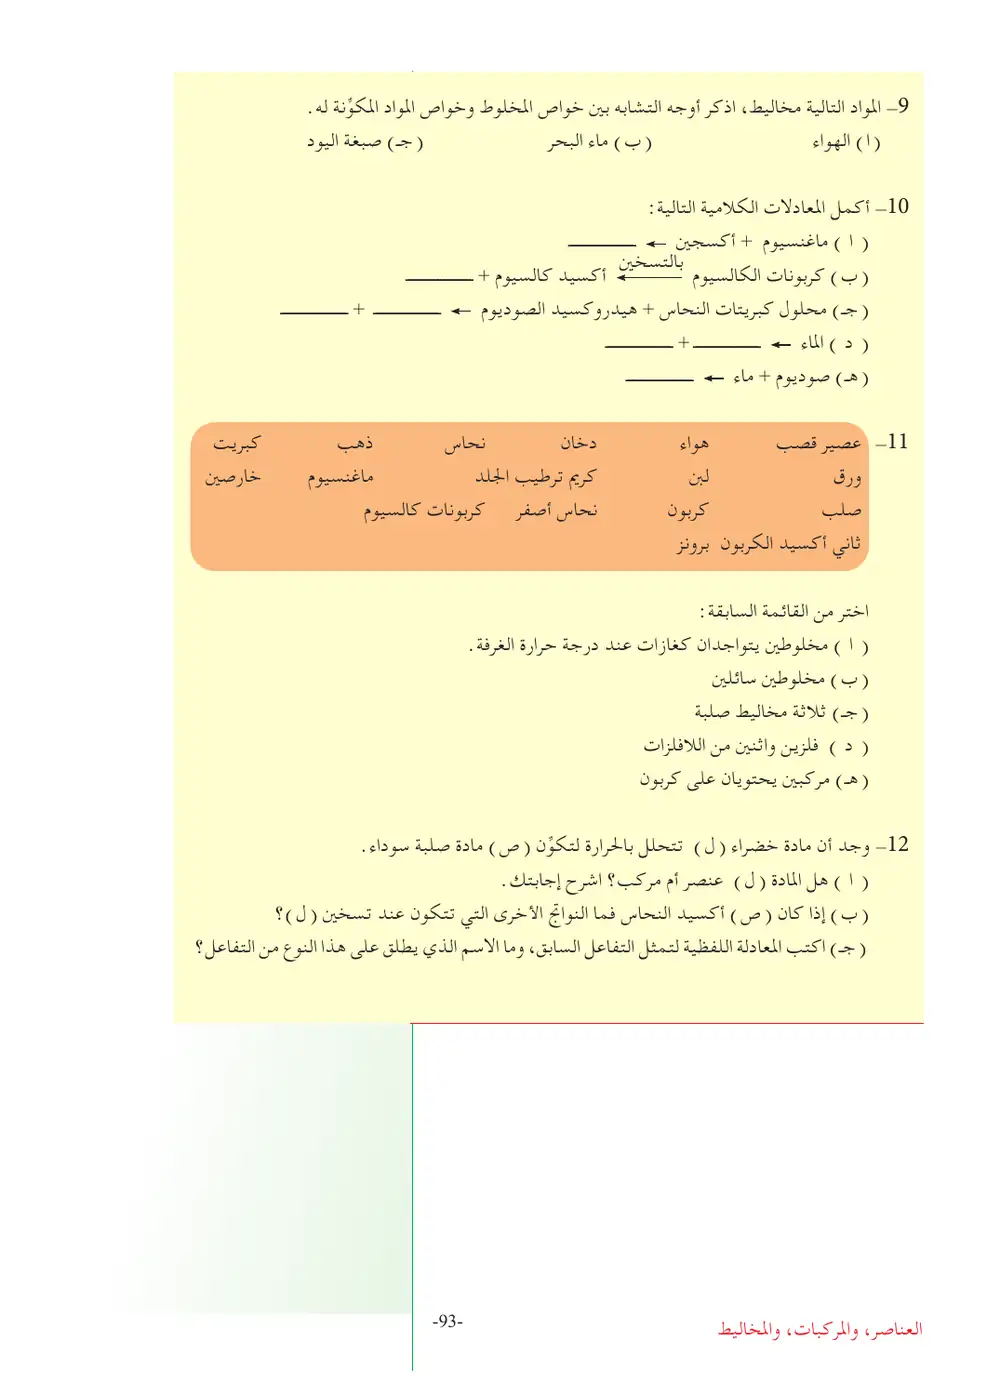 9– المواد التالية مخاليط، اذكر أوجه التشابه بين خواص المخلوط وخواص المواد المكوِّنة له.
(ا) الهواء (ب) ماء البحر (جـ) صبغة اليود
10– أكمل المعادلات الكلامية التالية:
(ا) ماغنسيوم + أكسجين ← ______
(ب) كربونات الكالسيوم ← بالتسخين أكسيد كالسيوم + ______
(جـ) محلول كبريتات النحاس + هيدروكسيد الصوديوم ← ______ + ______
(د) الماء ← ______ + ______
(هـ) صوديوم + ماء ← ______
11– عصير قصب هواء دخان نحاس ذهب كبريت
ورق لبن كريم ترطيب الجلد ماغنسيوم خارصين
صلب كربون نحاس أصفر كربونات كالسيوم
ثاني أكسيد الكربون برونز
اختر من القائمة السابقة:
(ا) مخلوطين يتواجدان كغازات عند درجة حرارة الغرفة.
(ب) مخلوطين سائلين
(جـ) ثلاثة مخاليط صلبة
(د) فلزين واثنين من اللافلزات
(هـ) مركبين يحتويان على كربون
12– وجد أن مادة خضراء (ل) تتحلل بالحرارة لتكوِّن (ص) مادة صلبة سوداء.
(ا) هل المادة (ل) عنصر أم مركب؟ اشرح إجابتك.
(ب) إذا كان (ص) أكسيد النحاس فما النواتج الأخرى التي تتكون عند تسخين (ل)؟
(جـ) اكتب المعادلة اللفظية لتمثل التفاعل السابق، وما الاسم الذي يطلق على هذا النوع من التفاعل؟
العناصر، والمركبات، والمخاليط
-93-